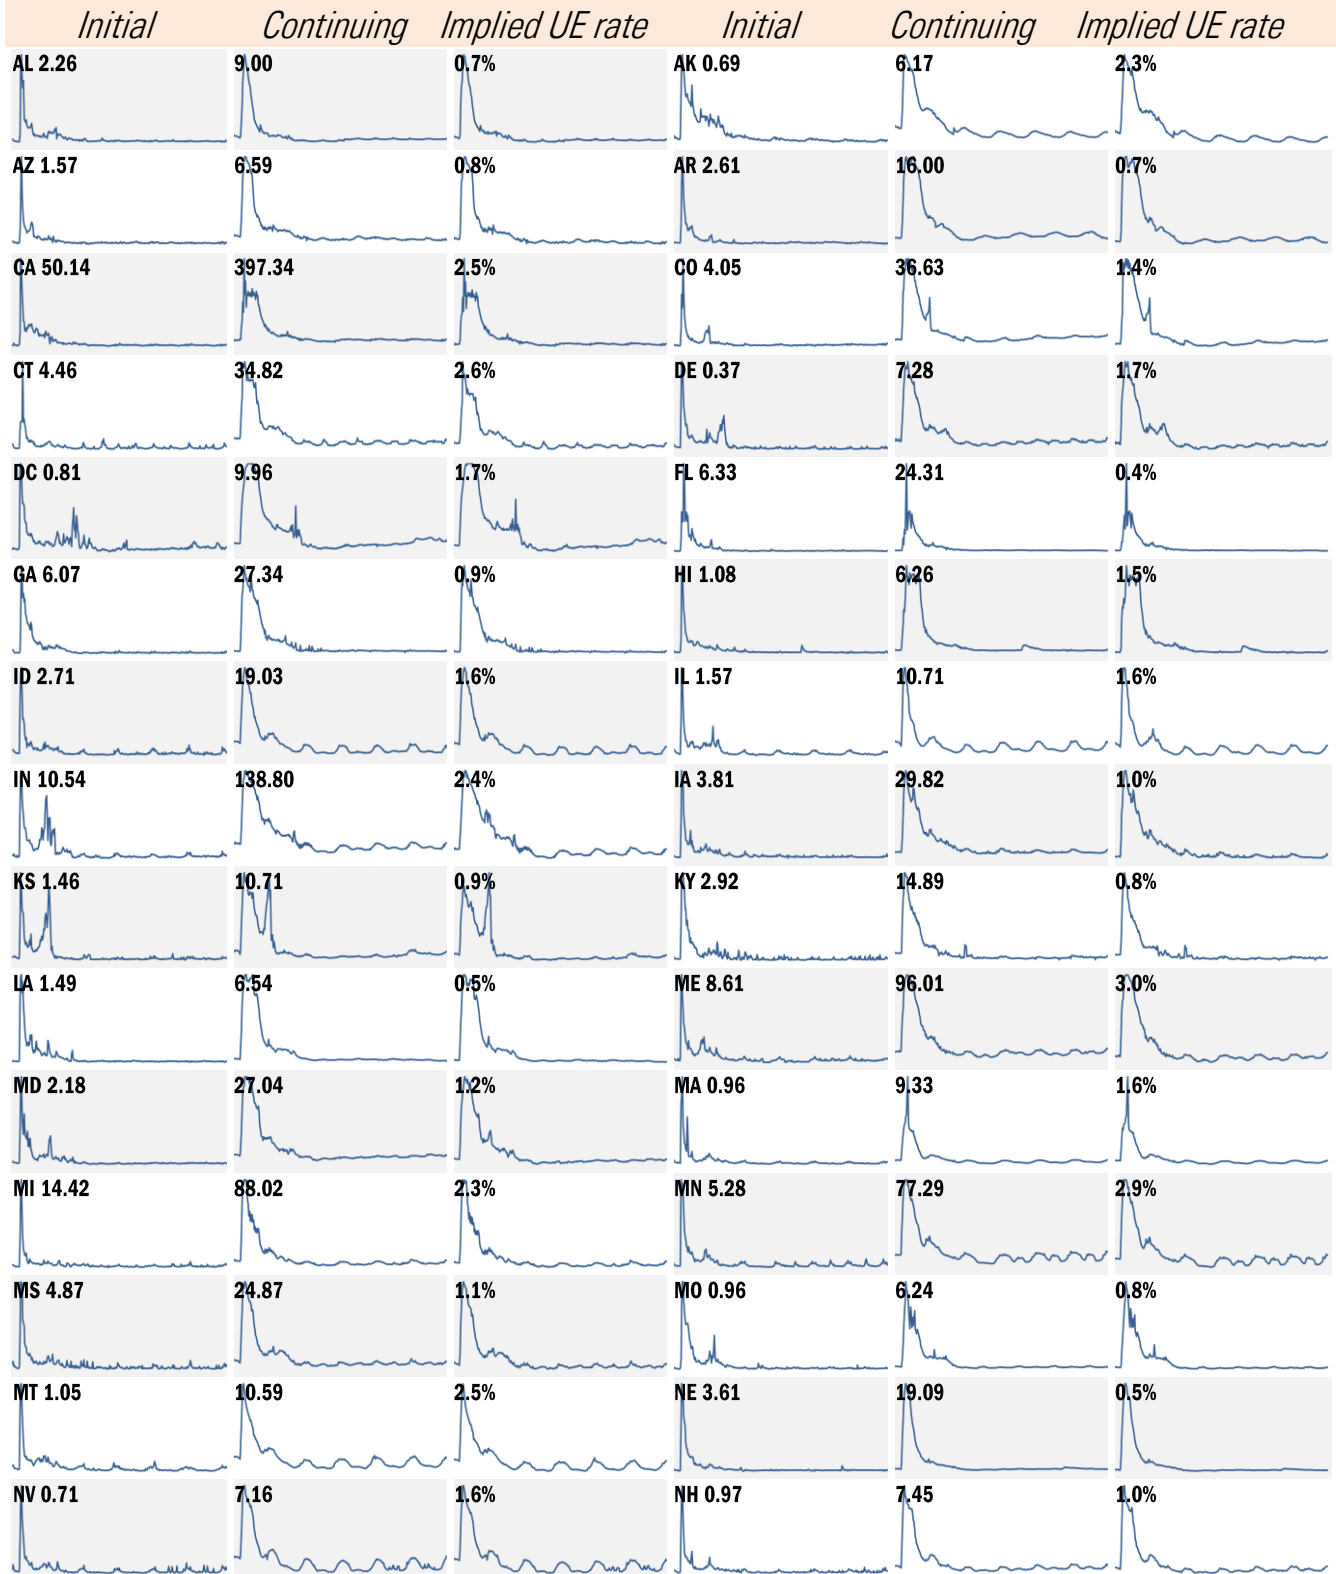 Initial Continuing Implied UE rate Initial Continuing Implied UE rate
AL 2.26 9.00 0.7% AK 0.69 6.17 2.3%
AZ 1.57 6.59 0.8% AR 2.61 16.00 0.7%
CA 50.14 397.34 2.5% CO 4.05 36.63 1.4%
CT 4.46 34.82 2.6% DE 0.37 7.28 1.7%
DC 0.81 9.96 1.7% FL 6.33 24.31 0.4%
GA 6.07 27.34 0.9% HI 1.08 6.26 1.5%
ID 2.71 19.03 1.6% IL 1.57 10.71 1.6%
IN 10.54 138.80 2.4% IA 3.81 29.82 1.0%
KS 1.46 10.71 0.9% KY 2.92 14.89 0.8%
LA 1.49 6.54 0.5% ME 8.61 96.01 3.0%
MD 2.18 27.04 1.2% MA 0.96 9.33 1.6%
MI 14.42 88.02 2.3% MN 5.28 77.29 2.9%
MS 4.87 24.87 1.1% MO 0.96 6.24 0.8%
MT 1.05 10.59 2.5% NE 3.61 19.09 0.5%
NV 0.71 7.16 1.6% NH 0.97 7.45 1.0%